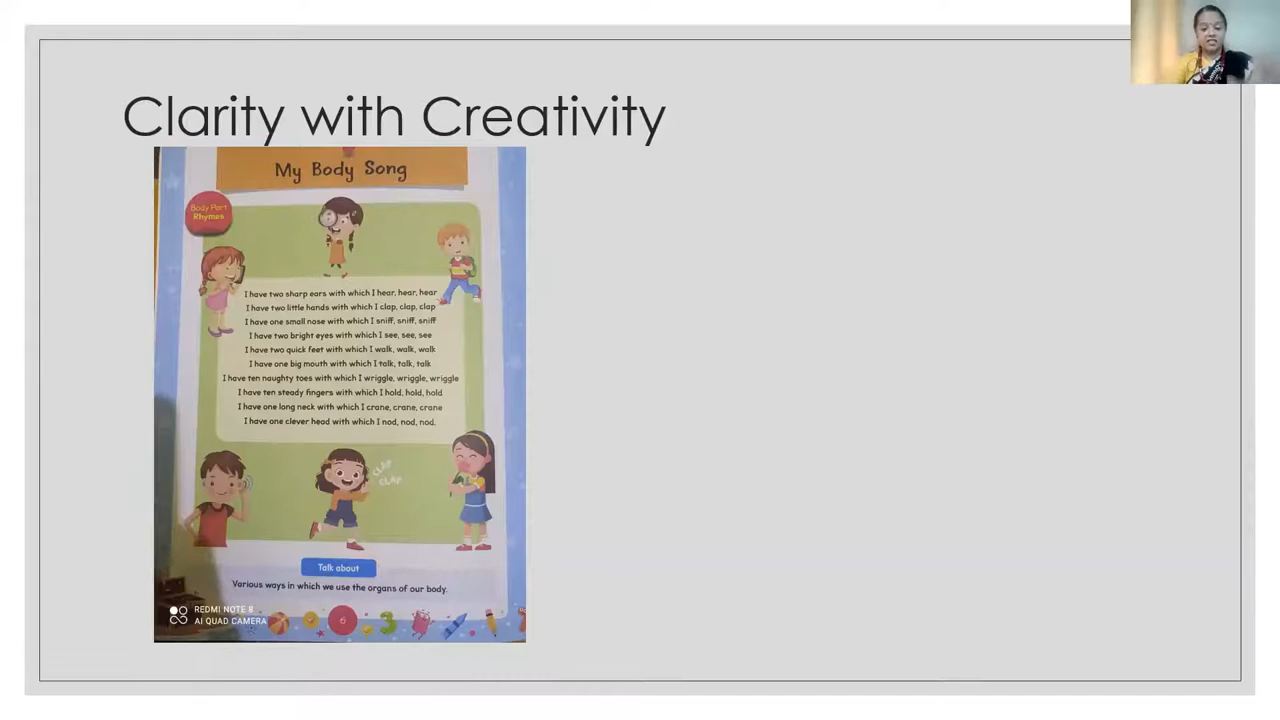 Clarity with Creativity
My Body Song
Body Part
Rhymes
I have two sharp ears with which I hear, hear, hear
I have two little hands with which I clap, clap, clap
I have one small nose with which I sniff, sniff, sniff
I have two bright eyes with which I see, see, see
I have two quick feet with which I walk, walk, walk
I have one big mouth with which I talk, talk, talk
I have ten naughty toes with which I wriggle, wriggle, wriggle
I have ten steady fingers with which I hold, hold, hold
I have one long neck with which I crane, crane, crane
I have one clever head with which I nod, nod, nod.
CLAP
CLAP
Talk about
Various ways in which we use the organs of our body.
REDMI NOTE 8
AI QUAD CAMERA
6
3